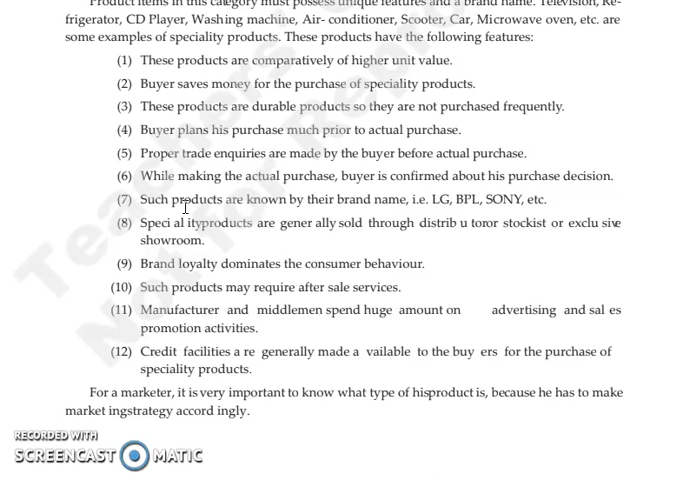 Product items in this category must possess unique features and a brand name. Television, Re-
frigerator, CD Player, Washing machine, Air- conditioner, Scooter, Car, Microwave oven, etc. are
some examples of speciality products. These products have the following features:
(1) These products are comparatively of higher unit value.
(2) Buyer saves money for the purchase of speciality products.
(3) These products are durable products so they are not purchased frequently.
(4) Buyer plans his purchase much prior to actual purchase.
(5) Proper trade enquiries are made by the buyer before actual purchase.
(6) While making the actual purchase, buyer is confirmed about his purchase decision.
(7) Such products are known by their brand name, i.e. LG, BPL, SONY, etc.
(8) Speci al ityproducts are gener ally sold through distrib u toror stockist or exclu sive
showroom.
(9) Brand loyalty dominates the consumer behaviour.
(10) Such products may require after sale services.
(11) Manufacturer and middlemen spend huge amount on advertising and sal es
promotion activities.
(12) Credit facilities a re generally made a vailable to the buy ers for the purchase of
speciality products.
For a marketer, it is very important to know what type of hisproduct is, because he has to make
market ingstrategy accord ingly.
Teachers
Not for
RECORDED WITH
SCREENCAST MATIC